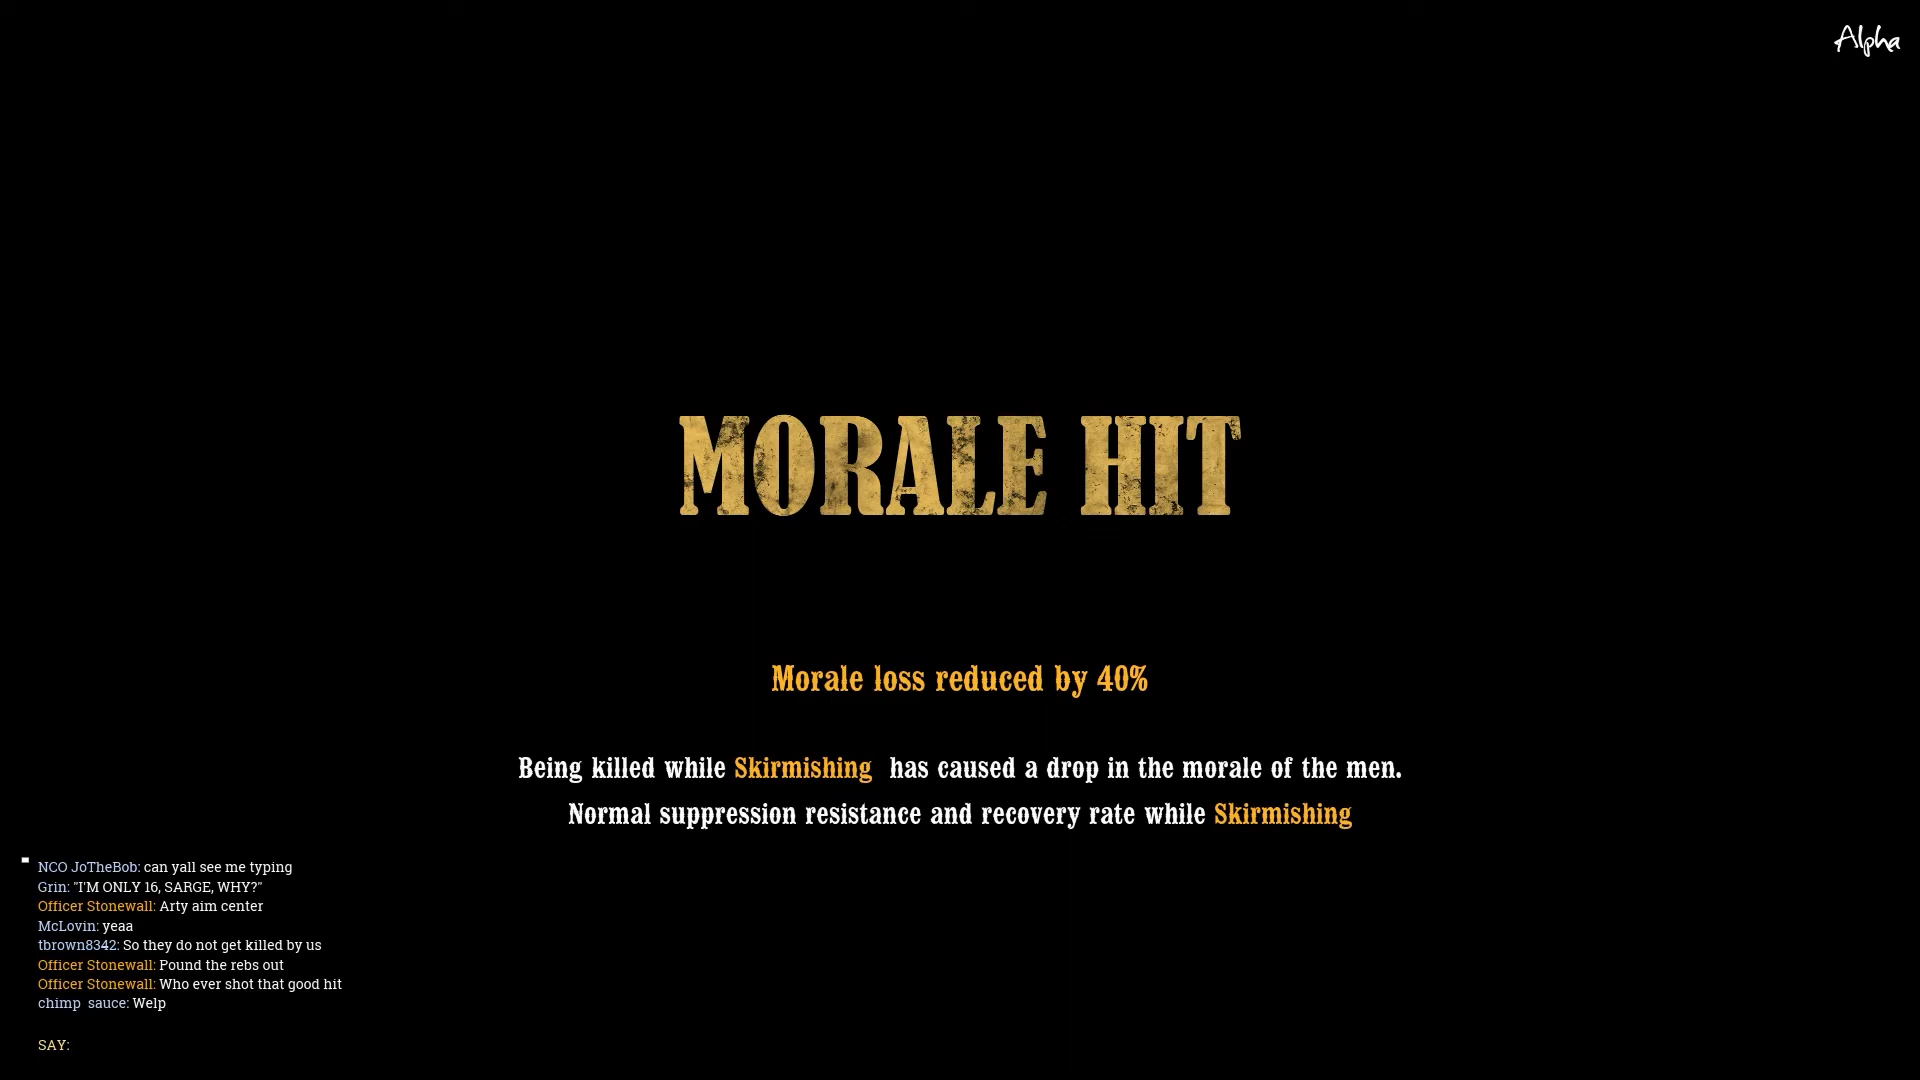 Alpha
MORALE HIT
Morale loss reduced by 40%
Being killed while Skirmishing has caused a drop in the morale of the men.
Normal suppression resistance and recovery rate while Skirmishing
NCO JoTheBob: can yall see me typing
Grin: "I'M ONLY 16, SARGE, WHY?"
Officer Stonewall: Arty aim center
McLovin: yeaa
tbrown8342: So they do not get killed by us
Officer Stonewall: Pound the rebs out
Officer Stonewall: Who ever shot that good hit
chimp sauce: Welp
SAY: